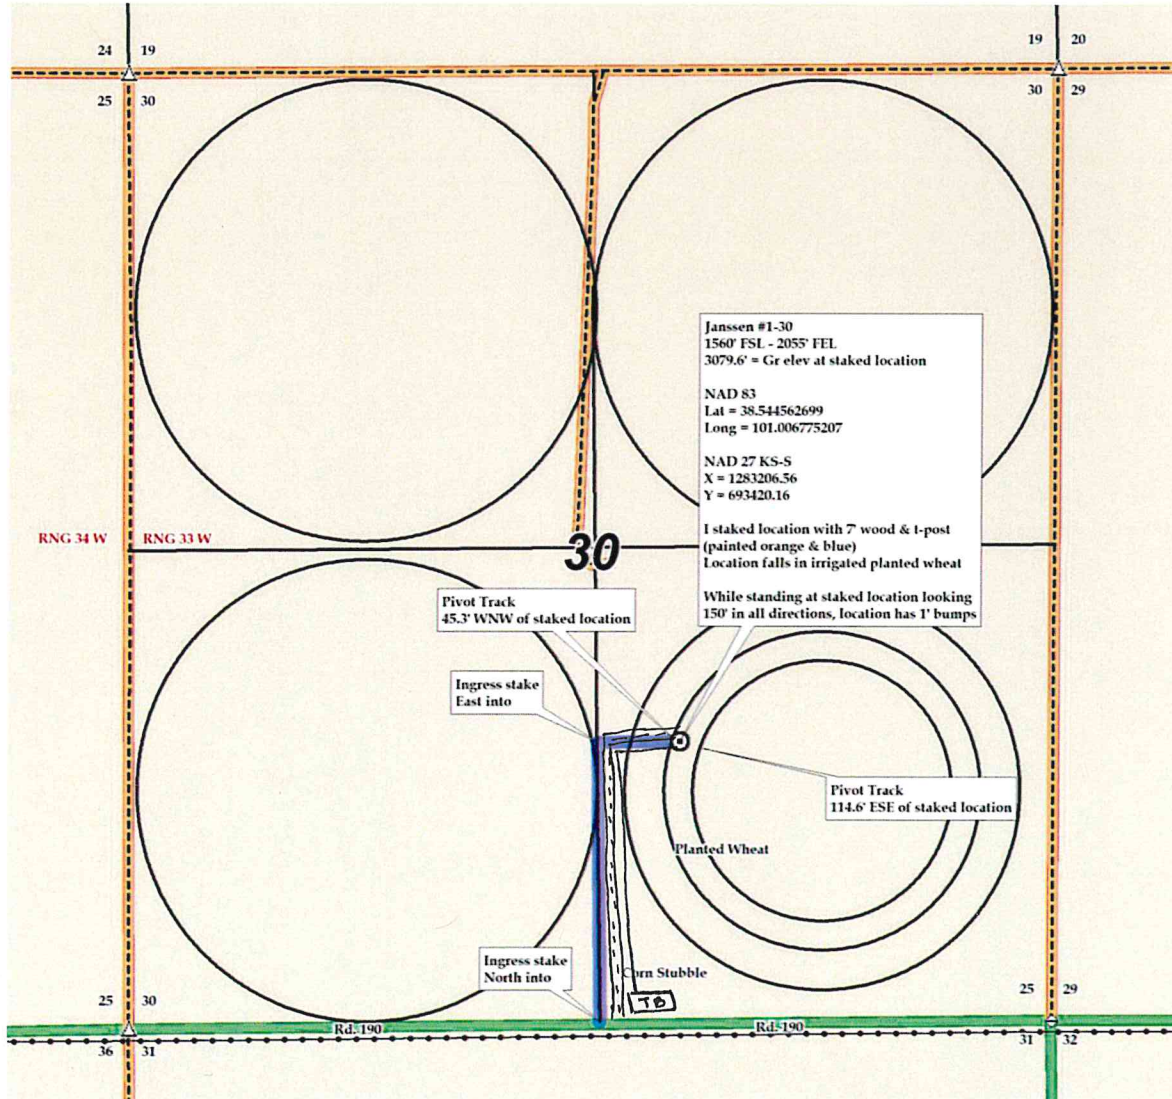 24 19
19 20
25 30
30 29
Janssen #1-30
1560' FSL - 2055' FEL
3079.6' = Gr elev at staked location
NAD 83
Lat = 38.544562699
Long = 101.006775207
NAD 27 KS-S
X = 1283206.56
Y = 693420.16
I staked location with 7' wood & t-post
(painted orange & blue)
Location falls in irrigated planted wheat
While standing at staked location looking
150' in all directions, location has 1' bumps
RNG 34 W RNG 33 W
30
Pivot Track
45.3' WNW of staked location
Ingress stake
East into
Pivot Track
114.6' ESE of staked location
Planted Wheat
Ingress stake
North into
Corn Stubble
TB
25 30
25 29
Rd. 190
Rd. 190
36 31
31 32